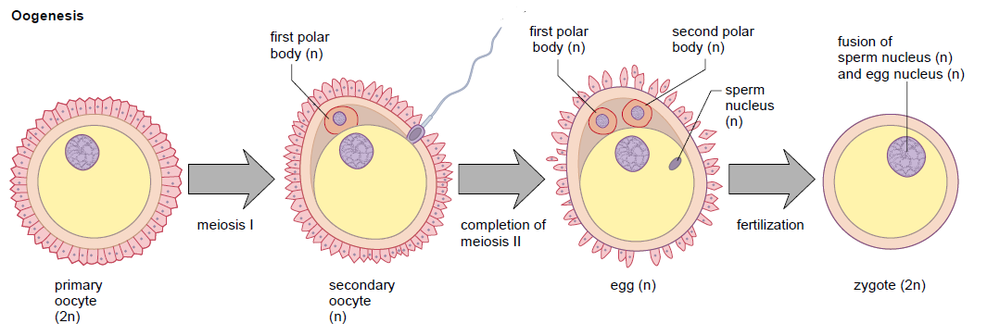 Oogenesis
first polar
body (n)
first polar
body (n)
second polar
body (n)
fusion of
sperm nucleus (n)
and egg nucleus (n)
sperm
nucleus
(n)
meiosis I
completion of
meiosis II
fertilization
primary
oocyte
(2n)
secondary
oocyte
(n)
egg (n)
zygote (2n)